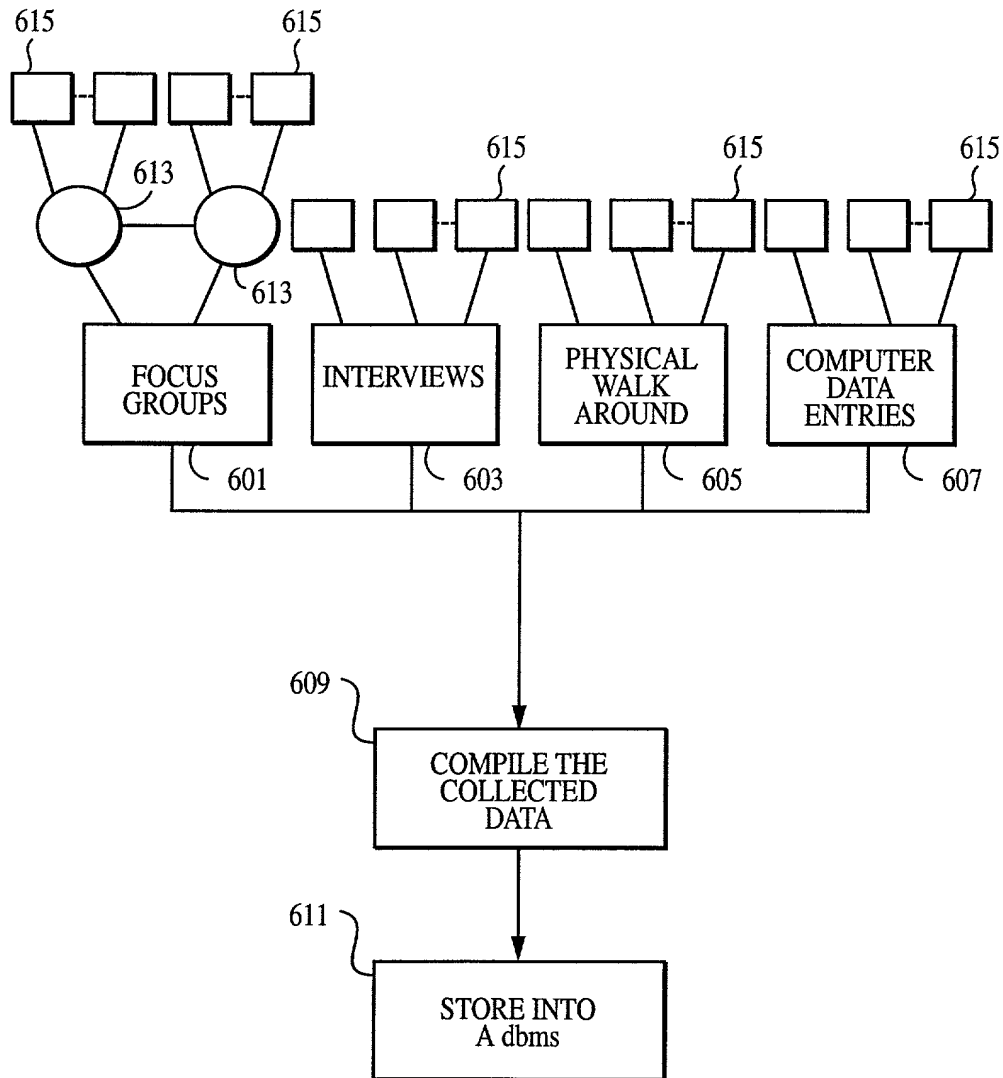 615
615
613
613
615
615
615
FOCUS
GROUPS
INTERVIEWS
PHYSICAL
WALK
AROUND
COMPUTER
DATA
ENTRIES
601
603
605
607
609
COMPILE THE
COLLECTED
DATA
611
STORE INTO
A dbms